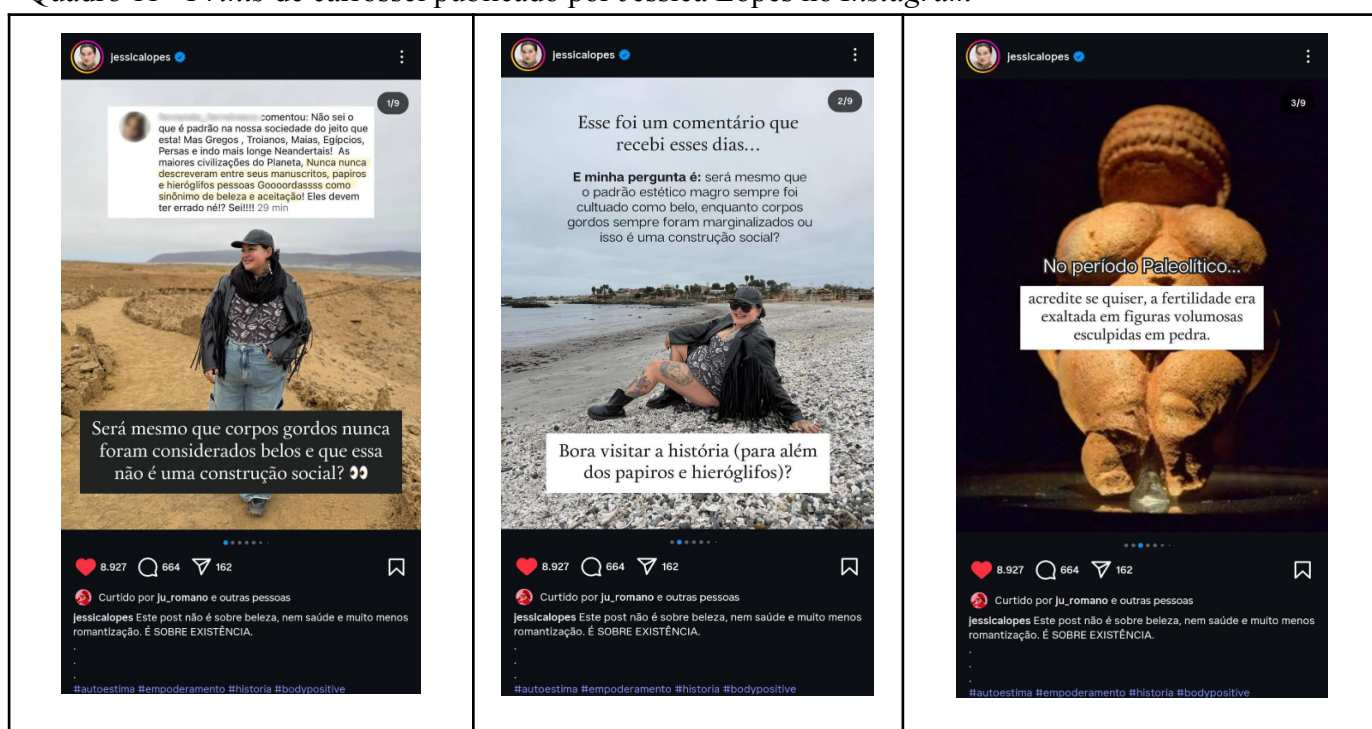 Quadro 11 - Prints de carrossel publicado por Jéssica Lopes no Instagram
jessicalopes
1/9
comentou: Não sei o
que é padrão na nossa sociedade do jeito que
esta! Mas Gregos , Troianos, Maias, Egípcios,
Persas e indo mais longe Neandertais! As
maiores civilizações do Planeta, Nunca nunca
descreveram entre seus manuscritos, papiros
e hieróglifos pessoas Goooordassss como
sinônimo de beleza e aceitação! Eles devem
ter errado né!? Sei!!!! 29 min
Será mesmo que corpos gordos nunca
foram considerados belos e que essa
não é uma construção social? 👀
8.927 664 162
Curtido por ju_romano e outras pessoas
jessicalopes Este post não é sobre beleza, nem saúde e muito menos
romantização. É SOBRE EXISTÊNCIA.
.
.
.
#autoestima #empoderamento #historia #bodypositive
jessicalopes
2/9
Esse foi um comentário que
recebi esses dias...
E minha pergunta é: será mesmo que
o padrão estético magro sempre foi
cultuado como belo, enquanto corpos
gordos sempre foram marginalizados ou
isso é uma construção social?
Bora visitar a história (para além
dos papiros e hieróglifos)?
8.927 664 162
Curtido por ju_romano e outras pessoas
jessicalopes Este post não é sobre beleza, nem saúde e muito menos
romantização. É SOBRE EXISTÊNCIA.
.
.
.
#autoestima #empoderamento #historia #bodypositive
jessicalopes
3/9
No período Paleolítico...
acredite se quiser, a fertilidade era
exaltada em figuras volumosas
esculpidas em pedra.
8.927 664 162
Curtido por ju_romano e outras pessoas
jessicalopes Este post não é sobre beleza, nem saúde e muito menos
romantização. É SOBRE EXISTÊNCIA.
.
.
.
#autoestima #empoderamento #historia #bodypositive